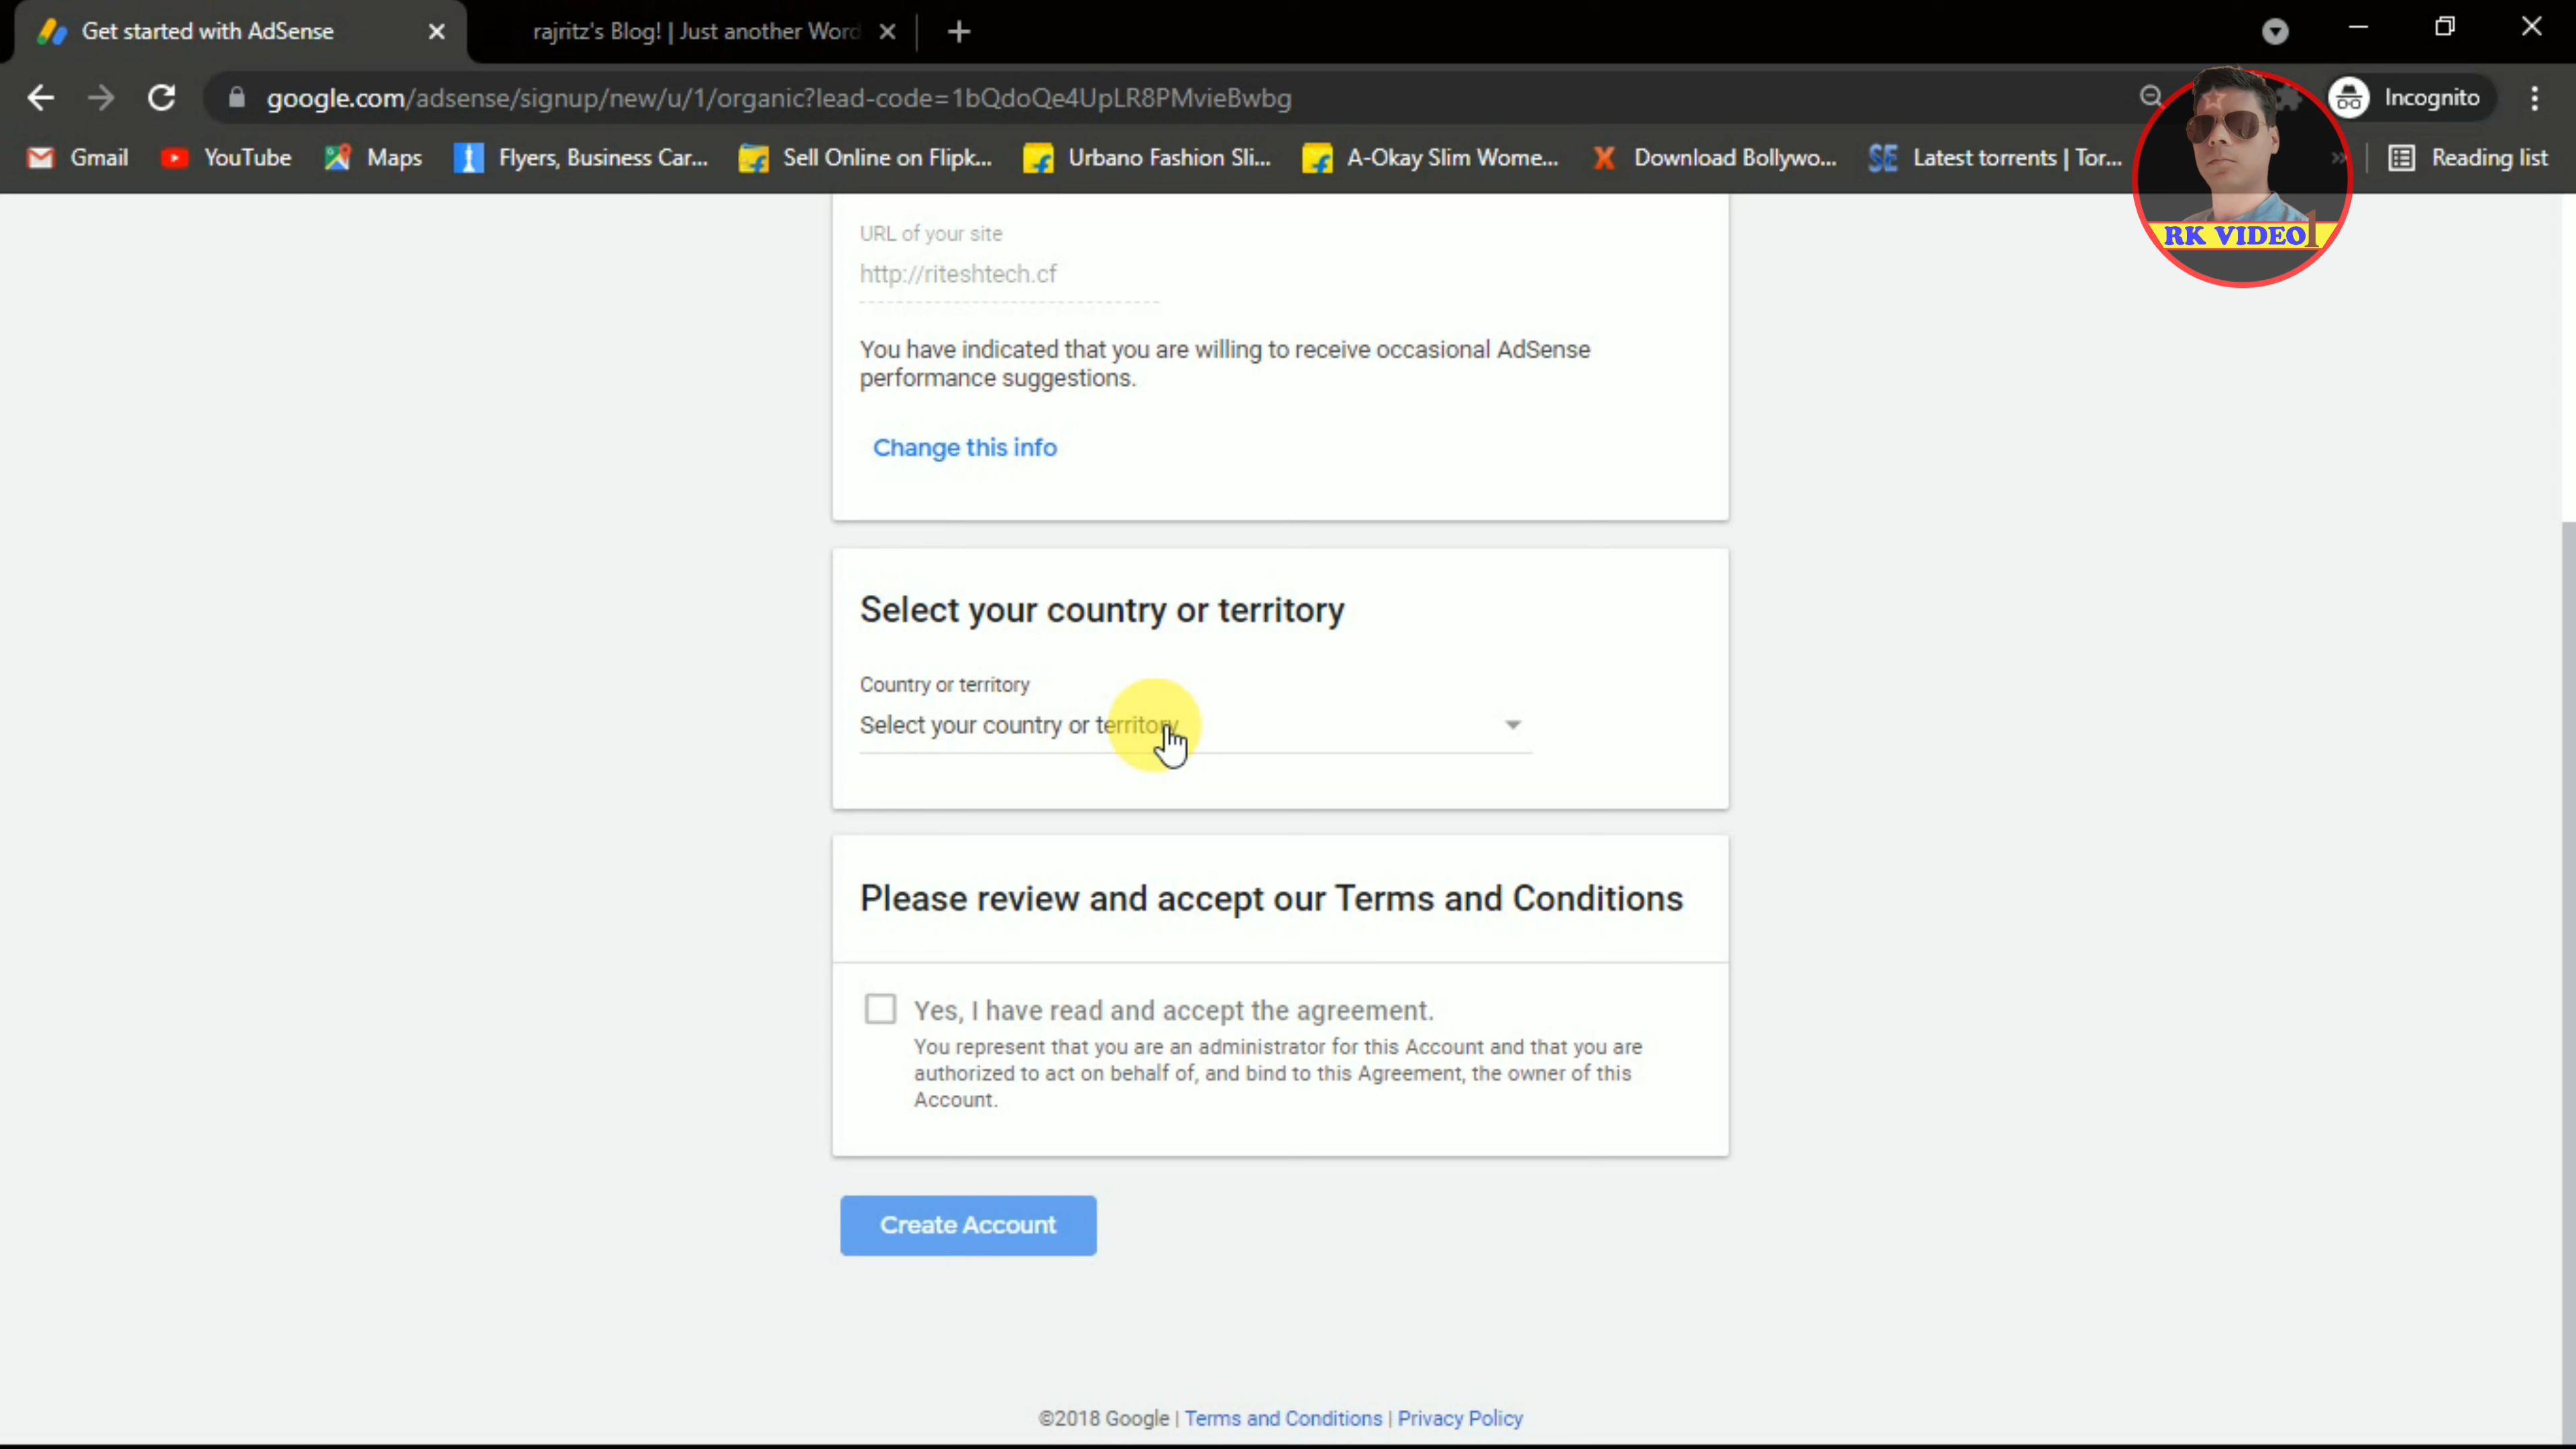 Get started with AdSense
rajritz's Blog! | Just another Word
google.com/adsense/signup/new/u/1/organic?lead-code=1bQdoQe4UpLR8PMvieBwbg
Incognito
Gmail
YouTube
Maps
Flyers, Business Car...
Sell Online on Flipk...
Urbano Fashion Sli...
A-Okay Slim Wome...
Download Bollywo...
Latest torrents | Tor...
Reading list
RK VIDEO1
URL of your site
http://riteshtech.cf
You have indicated that you are willing to receive occasional AdSense
performance suggestions.
Change this info
Select your country or territory
Country or territory
Select your country or territory
Please review and accept our Terms and Conditions
Yes, I have read and accept the agreement.
You represent that you are an administrator for this Account and that you are
authorized to act on behalf of, and bind to this Agreement, the owner of this
Account.
Create Account
©2018 Google | Terms and Conditions | Privacy Policy